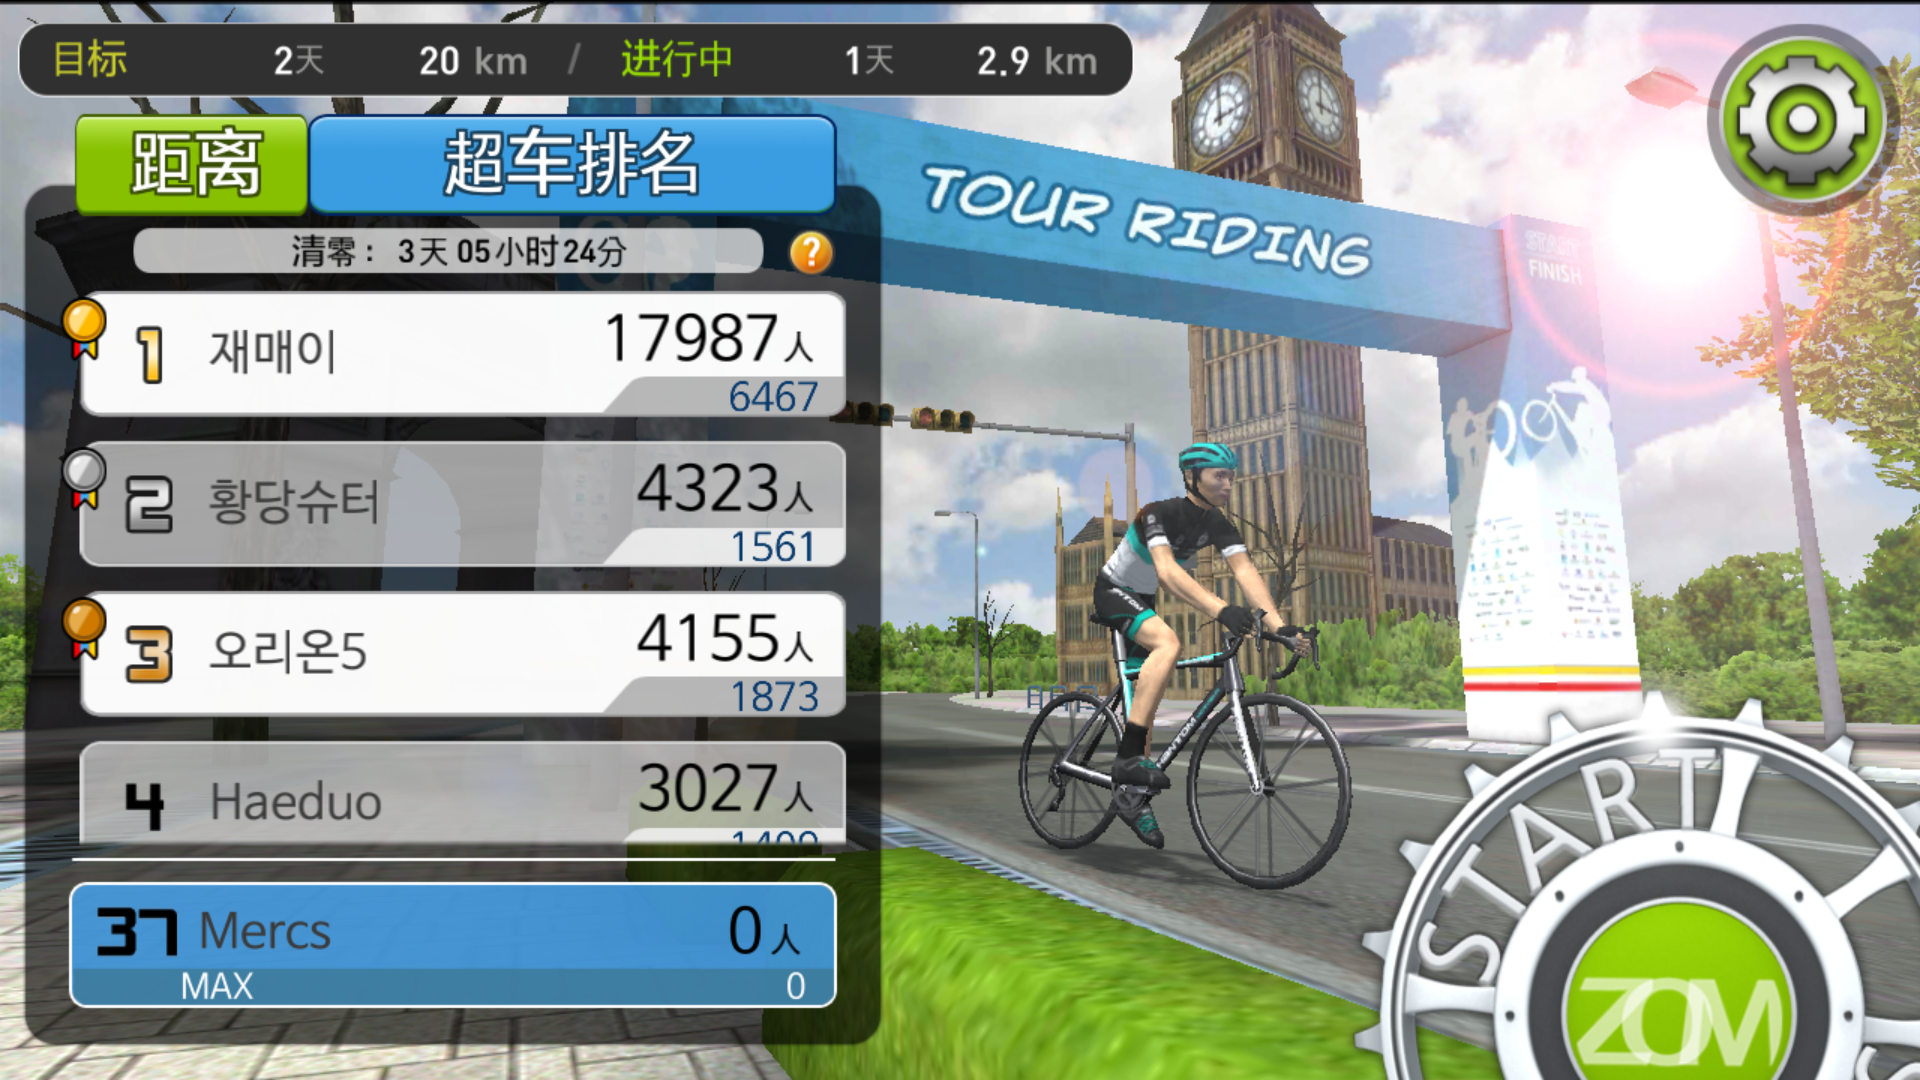 目标 2天 20 km / 进行中 1天 2.9 km
距离 超车排名
清零： 3天 05小时24分 ?
1 재매이 17987人
6467
2 황당슈터 4323人
1561
3 오리온5 4155人
1873
4 Haeduo 3027人
37 Mercs 0人
MAX 0
TOUR RIDING
START
FINISH
START
ZOM